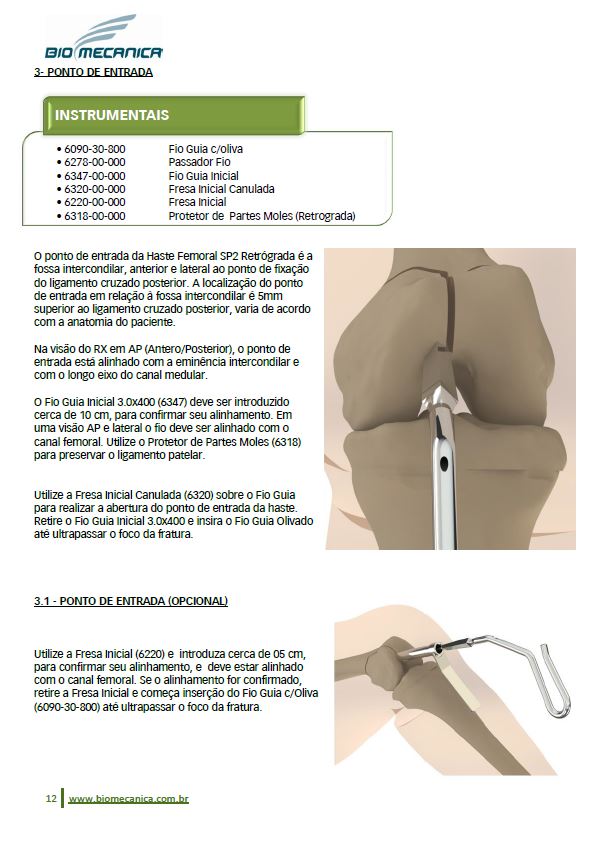 BIOMECANICA
3- PONTO DE ENTRADA
INSTRUMENTAIS
• 6090-30-800 Fio Guia c/oliva
• 6278-00-000 Passador Fio
• 6347-00-000 Fio Guia Inicial
• 6320-00-000 Fresa Inicial Canulada
• 6220-00-000 Fresa Inicial
• 6318-00-000 Protetor de Partes Moles (Retrograda)
O ponto de entrada da Haste Femoral SP2 Retrógrada é a
fossa intercondilar, anterior e lateral ao ponto de fixação
do ligamento cruzado posterior. A localização do ponto
de entrada em relação à fossa intercondilar é 5mm
superior ao ligamento cruzado posterior, varia de acordo
com a anatomia do paciente.
Na visão do RX em AP (Antero/Posterior), o ponto de
entrada está alinhado com a eminência intercondilar e
com o longo eixo do canal medular.
O Fio Guia Inicial 3.0x400 (6347) deve ser introduzido
cerca de 10 cm, para confirmar seu alinhamento. Em
uma visão AP e lateral o fio deve ser alinhado com o
canal femoral. Utilize o Protetor de Partes Moles (6318)
para preservar o ligamento patelar.
Utilize a Fresa Inicial Canulada (6320) sobre o Fio Guia
para realizar a abertura do ponto de entrada da haste.
Retire o Fio Guia Inicial 3.0x400 e insira o Fio Guia Olivado
até ultrapassar o foco da fratura.
3.1 - PONTO DE ENTRADA (OPCIONAL)
Utilize a Fresa Inicial (6220) e introduza cerca de 05 cm,
para confirmar seu alinhamento, e deve estar alinhado
com o canal femoral. Se o alinhamento for confirmado,
retire a Fresa Inicial e começa inserção do Fio Guia c/Oliva
(6090-30-800) até ultrapassar o foco da fratura.
12 www.biomecanica.com.br